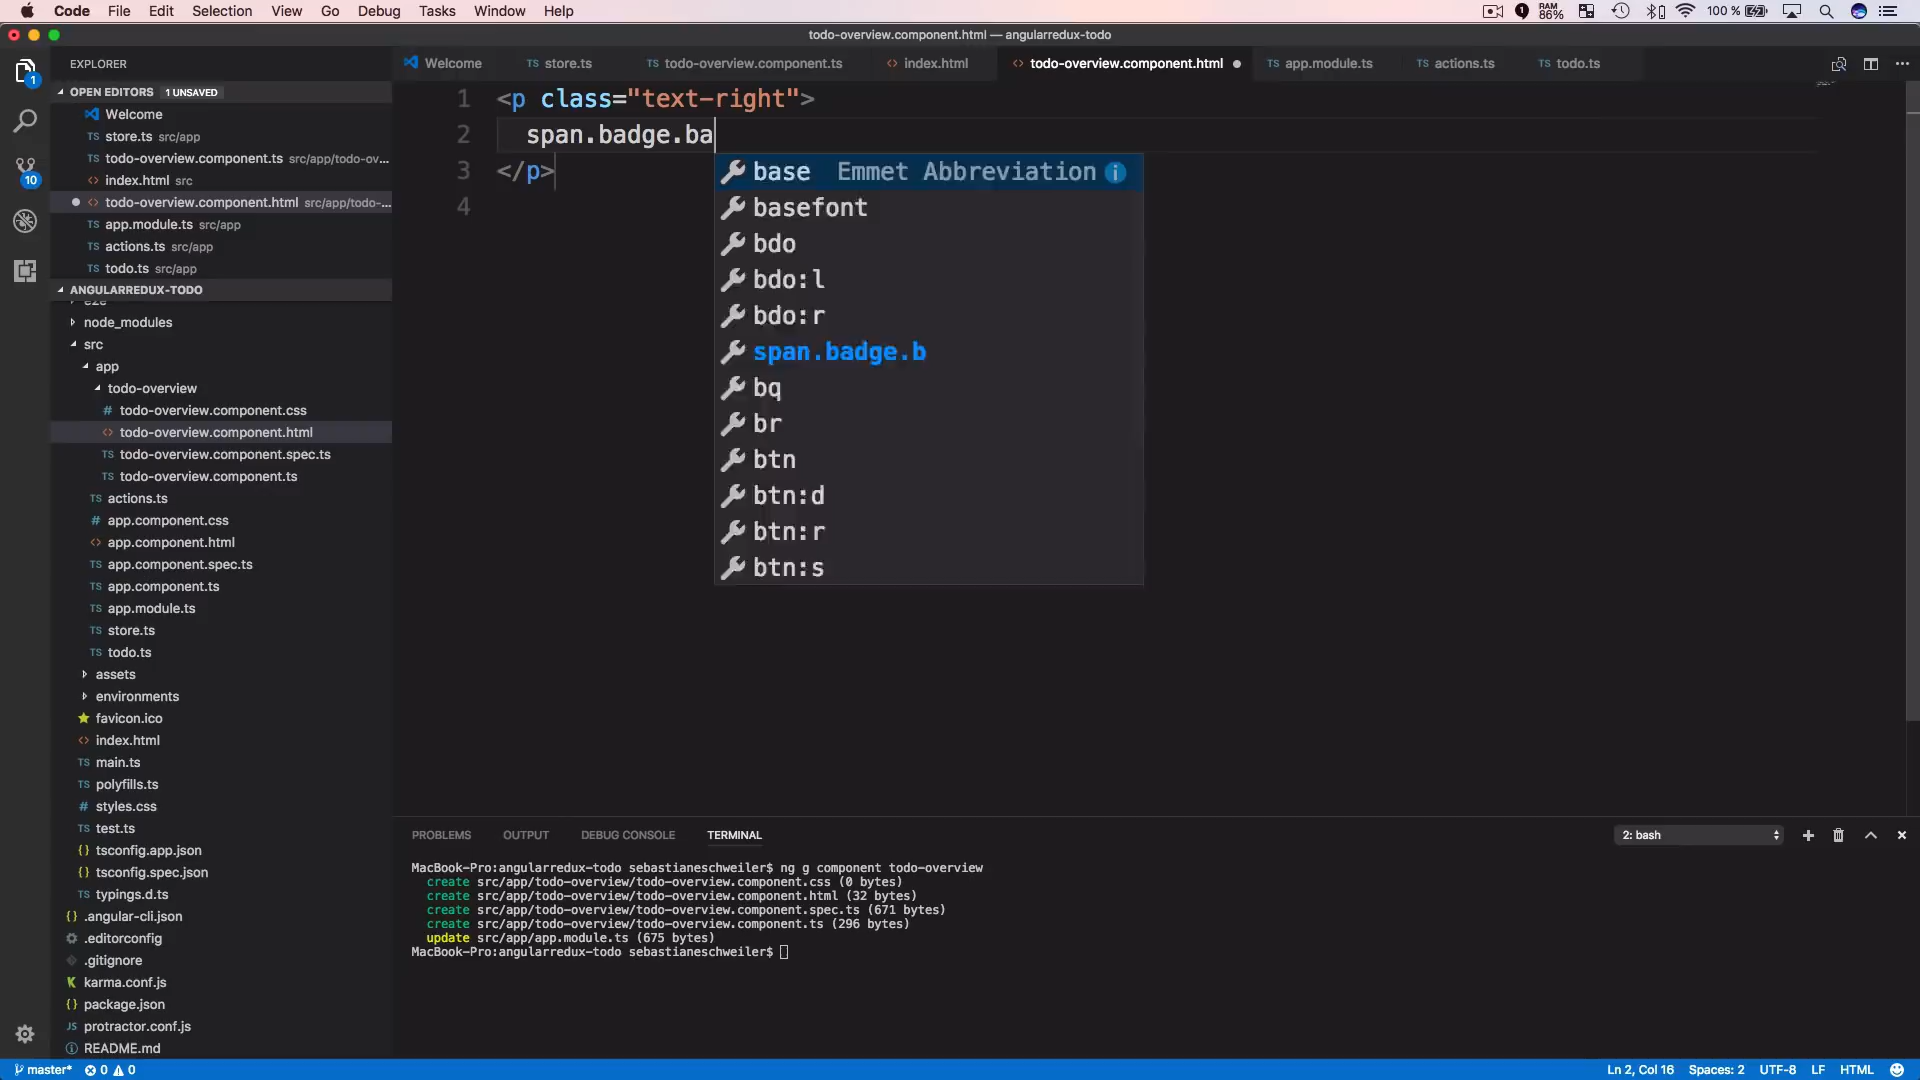 Code File Edit Selection View Go Debug Tasks Window Help
RAM 86% 100 %
todo-overview.component.html — angularredux-todo
EXPLORER
OPEN EDITORS 1 UNSAVED
Welcome
store.ts src/app
todo-overview.component.ts src/app/todo-ov...
index.html src
todo-overview.component.html src/app/todo-...
app.module.ts src/app
actions.ts src/app
todo.ts src/app
ANGULARREDUX-TODO
e2e
node_modules
src
app
todo-overview
todo-overview.component.css
todo-overview.component.html
todo-overview.component.spec.ts
todo-overview.component.ts
actions.ts
app.component.css
app.component.html
app.component.spec.ts
app.component.ts
app.module.ts
store.ts
todo.ts
assets
environments
favicon.ico
index.html
main.ts
polyfills.ts
styles.css
test.ts
tsconfig.app.json
tsconfig.spec.json
typings.d.ts
.angular-cli.json
.editorconfig
.gitignore
karma.conf.js
package.json
protractor.conf.js
README.md
Welcome TS store.ts TS todo-overview.component.ts <> index.html <> todo-overview.component.html TS app.module.ts TS actions.ts TS todo.ts
1 <p class="text-right">
2 span.badge.ba
3 </p>
4
base Emmet Abbreviation
basefont
bdo
bdo:l
bdo:r
span.badge.b
bq
br
btn
btn:d
btn:r
btn:s
PROBLEMS OUTPUT DEBUG CONSOLE TERMINAL 2: bash
MacBook-Pro:angularredux-todo sebastianeschweiler$ ng g component todo-overview
create src/app/todo-overview/todo-overview.component.css (0 bytes)
create src/app/todo-overview/todo-overview.component.html (32 bytes)
create src/app/todo-overview/todo-overview.component.spec.ts (671 bytes)
create src/app/todo-overview/todo-overview.component.ts (296 bytes)
update src/app/app.module.ts (675 bytes)
MacBook-Pro:angularredux-todo sebastianeschweiler$
master* 0 0 Ln 2, Col 16 Spaces: 2 UTF-8 LF HTML